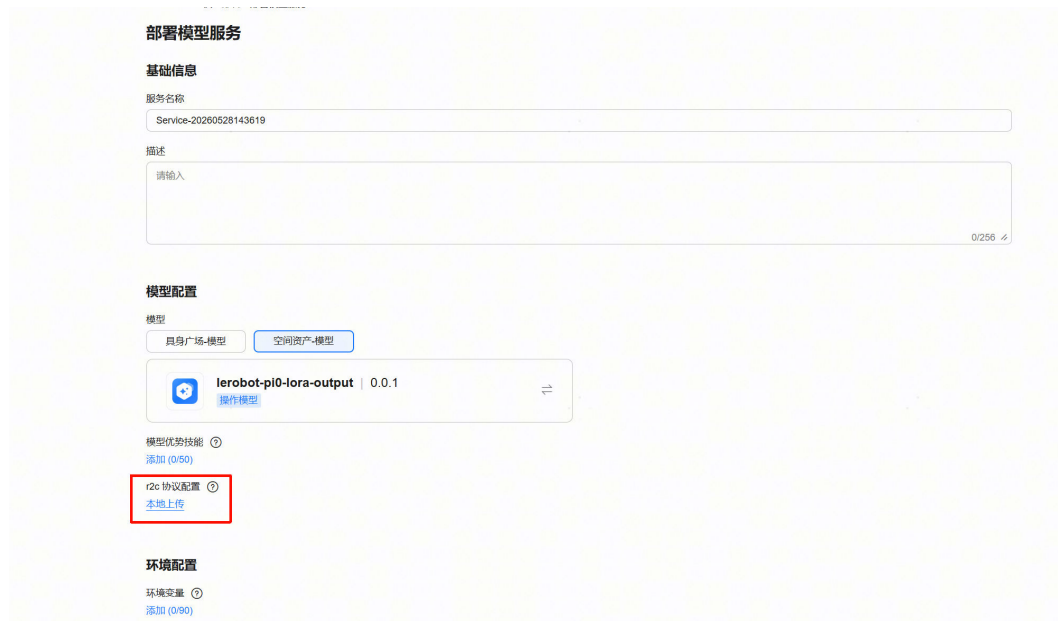 部署模型服务
基础信息
服务名称
Service-20260528143619
描述
请输入
0/256
模型配置
模型
具身广场-模型
空间资产-模型
lerobot-pi0-lora-output | 0.0.1
操作模型
模型优势技能
添加 (0/50)
r2c 协议配置
本地上传
环境配置
环境变量
添加 (0/90)